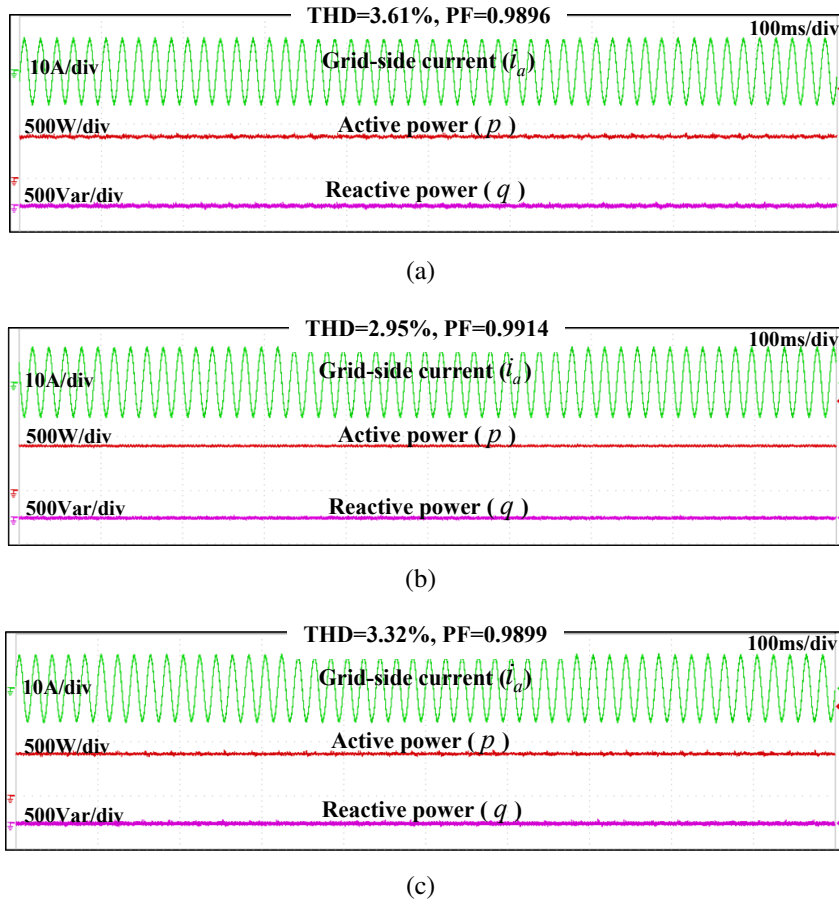 THD=3.61%, PF=0.9896
100ms/div
10A/div
Grid-side current (i_a)
500W/div
Active power ( p )
500Var/div
Reactive power ( q )
(a)
THD=2.95%, PF=0.9914
100ms/div
10A/div
Grid-side current (i_a)
500W/div
Active power ( p )
500Var/div
Reactive power ( q )
(b)
THD=3.32%, PF=0.9899
100ms/div
10A/div
Grid-side current (i_a)
500W/div
Active power ( p )
500Var/div
Reactive power ( q )
(c)